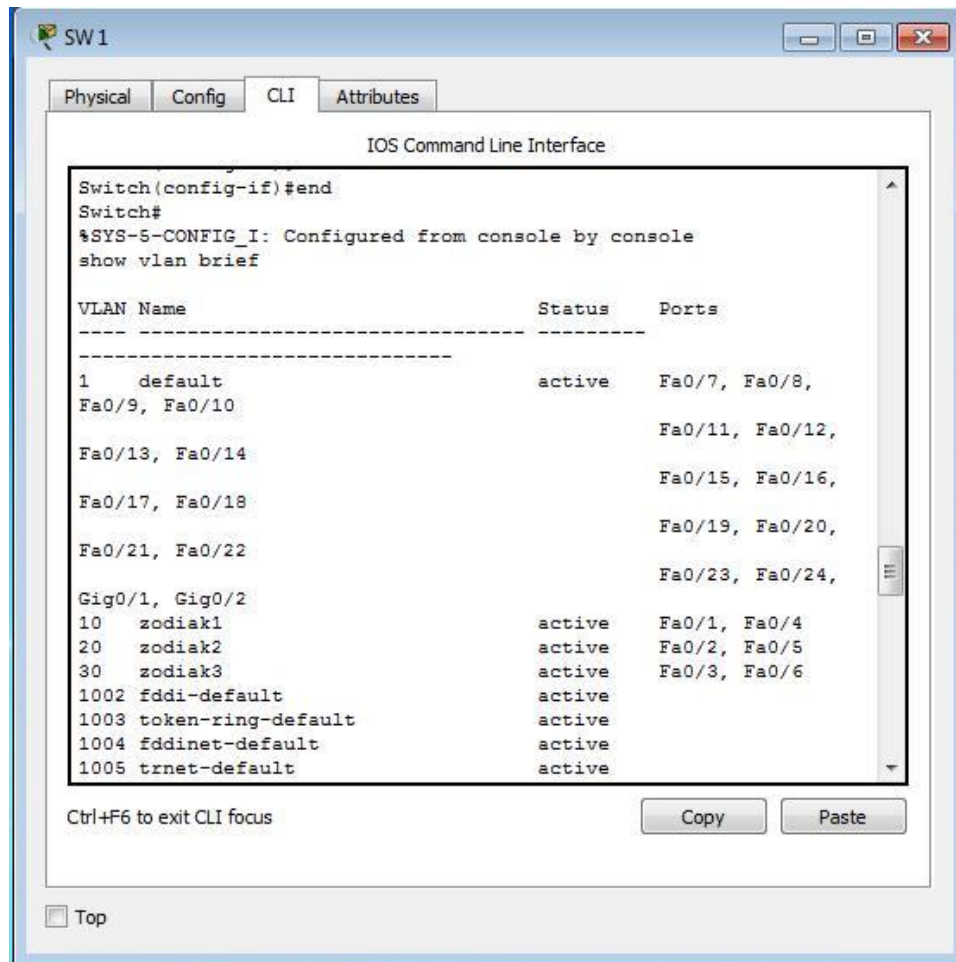 SW1
Physical Config CLI Attributes
IOS Command Line Interface
Switch(config-if)#end
Switch#
%SYS-5-CONFIG_I: Configured from console by console
show vlan brief
VLAN Name Status Ports
---- -------------------------------- ---------
-------------------------------
1 default active Fa0/7, Fa0/8,
Fa0/9, Fa0/10
Fa0/11, Fa0/12,
Fa0/13, Fa0/14
Fa0/15, Fa0/16,
Fa0/17, Fa0/18
Fa0/19, Fa0/20,
Fa0/21, Fa0/22
Fa0/23, Fa0/24,
Gig0/1, Gig0/2
10 zodiak1 active Fa0/1, Fa0/4
20 zodiak2 active Fa0/2, Fa0/5
30 zodiak3 active Fa0/3, Fa0/6
1002 fddi-default active
1003 token-ring-default active
1004 fddinet-default active
1005 trnet-default active
Ctrl+F6 to exit CLI focus
Copy Paste
Top